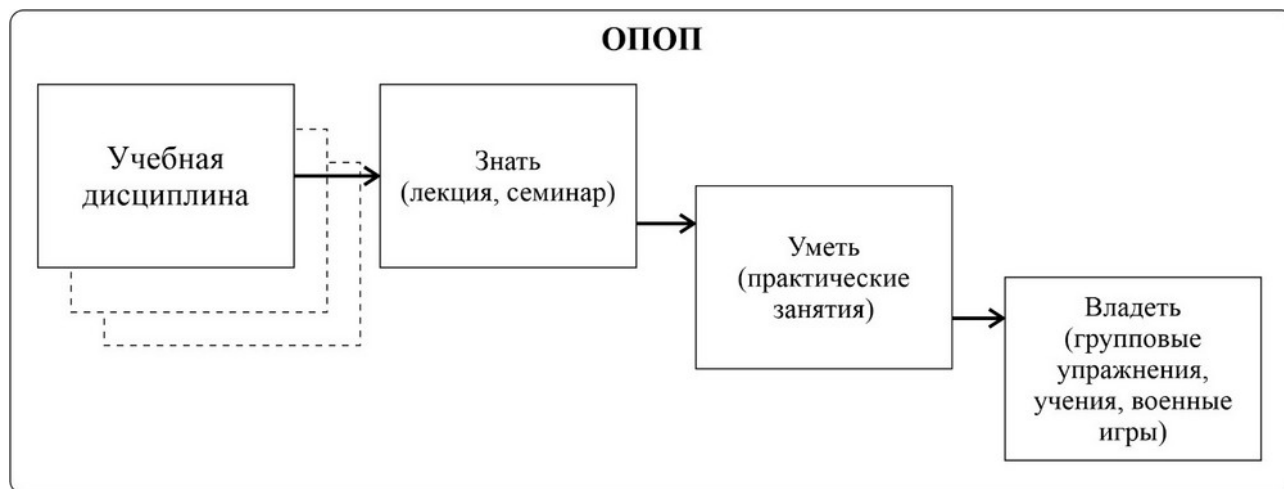 ОПОП
Учебная
дисциплина
Знать
(лекция, семинар)
Уметь
(практические
занятия)
Владеть
(групповые
упражнения,
учения, военные
игры)